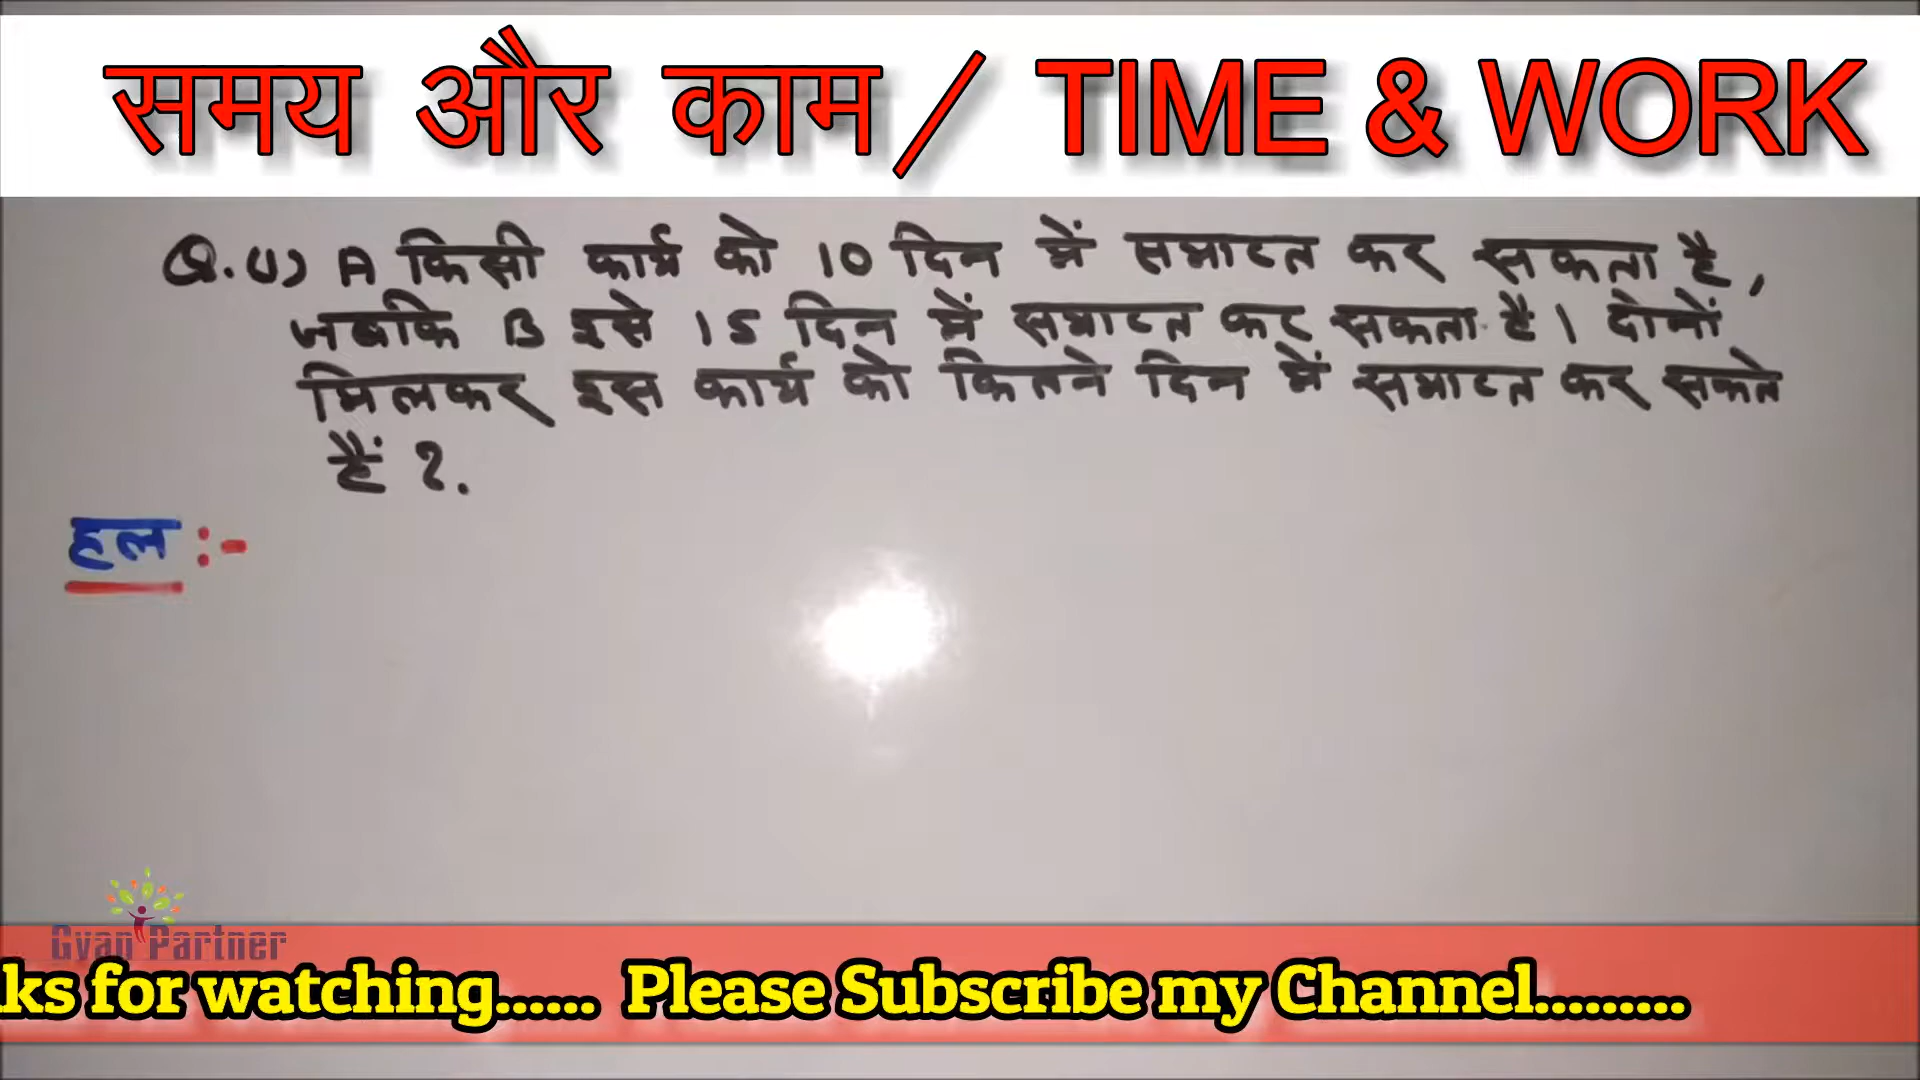 समय और काम / TIME & WORK
Q.(1) A किसी कार्य को 10 दिन में समाप्त कर सकता है,
जबकि B इसे 15 दिन में समाप्त कर सकता है। दोनों
मिलकर इस कार्य को कितने दिन में समाप्त कर सकते
हैं ?.
हल :-
Gyan Partner
ks for watching...... Please Subscribe my Channel.........